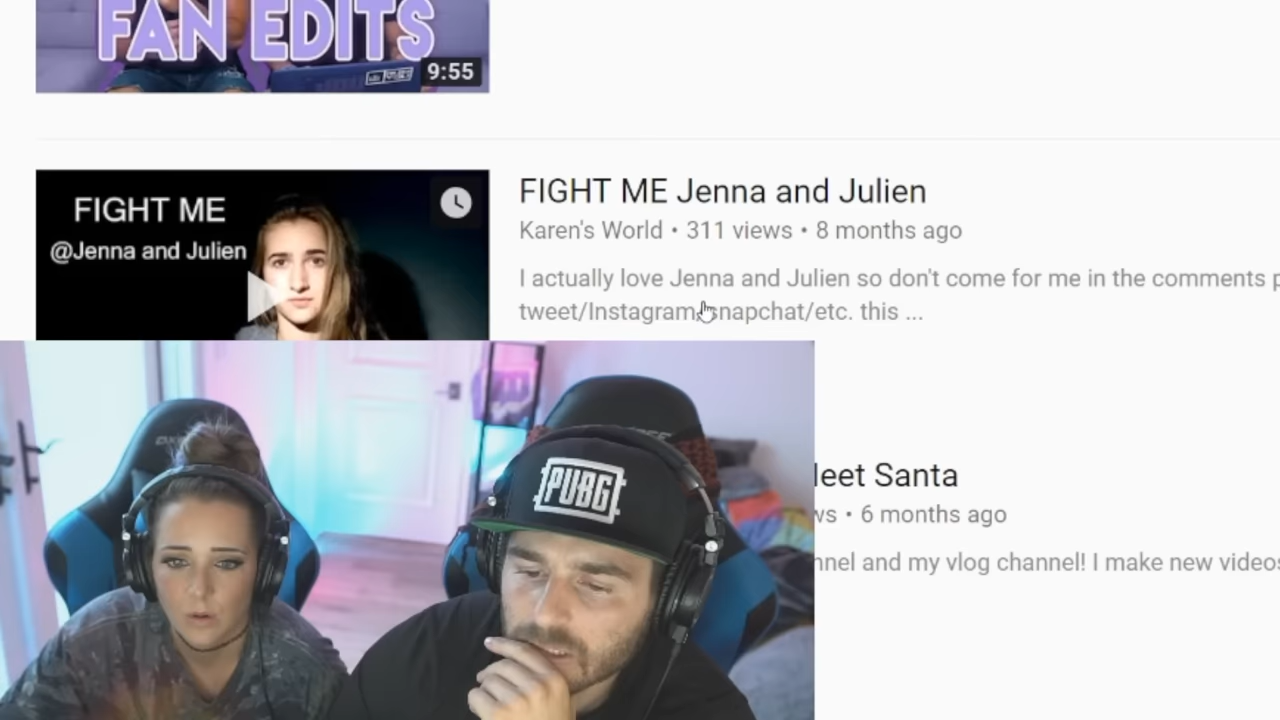 FAN EDITS
9:55
FIGHT ME
@Jenna and Julien
FIGHT ME Jenna and Julien
Karen's World • 311 views • 8 months ago
I actually love Jenna and Julien so don't come for me in the comments p
tweet/Instagram/snapchat/etc. this ...
leet Santa
ws • 6 months ago
nnel and my vlog channel! I make new videos
PUBG